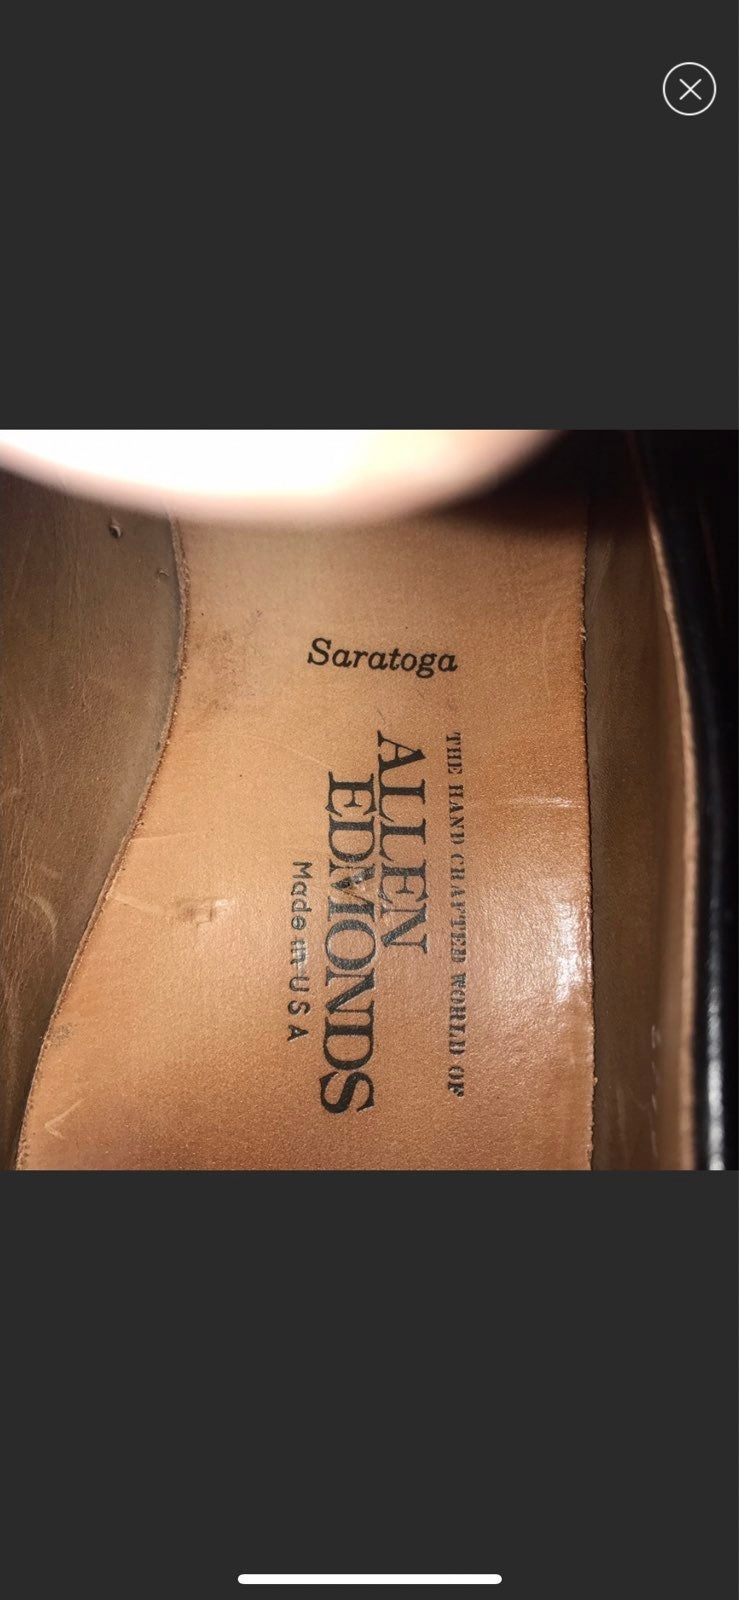 Saratoga
THE HAND CRAFTED WORLD OF
ALLEN
EDMONDS
Made in USA